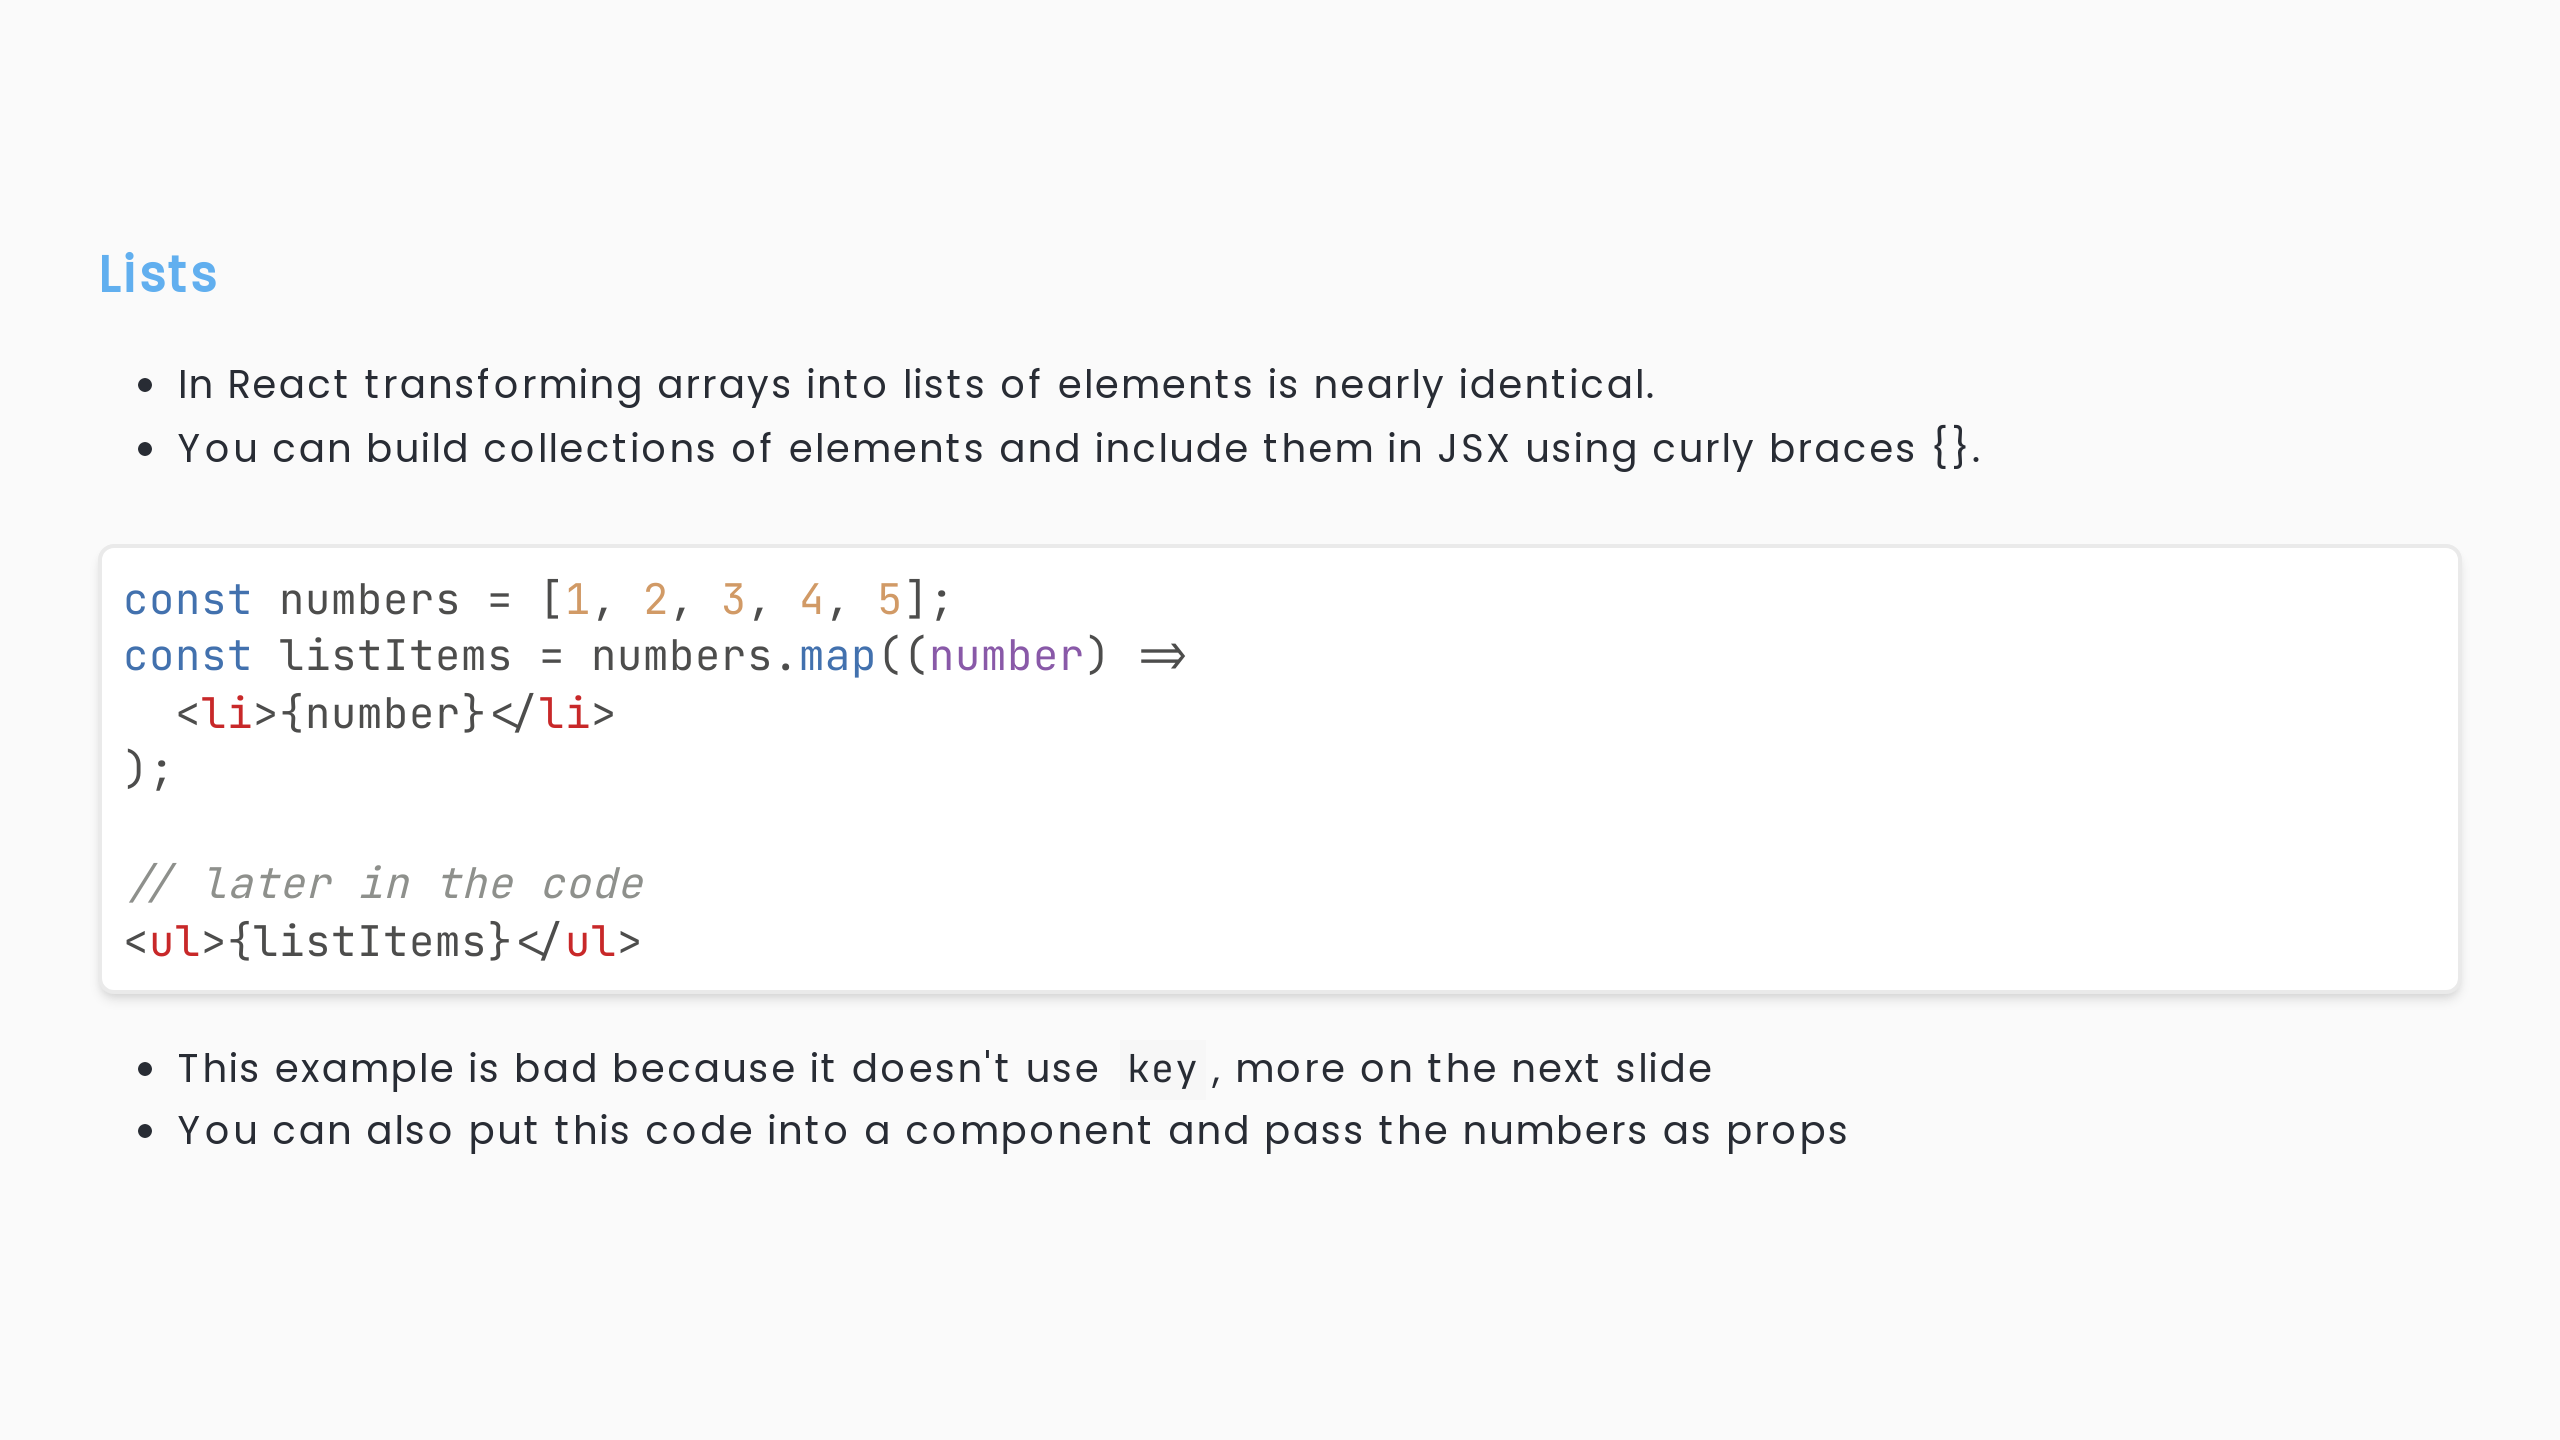 Lists
In React transforming arrays into lists of elements is nearly identical.
You can build collections of elements and include them in JSX using curly braces {}.
const numbers = [1, 2, 3, 4, 5];
const listItems = numbers.map((number) =>
  <li>{number}</li>
);
// later in the code
<ul>{listItems}</ul>
This example is bad because it doesn't use key, more on the next slide
You can also put this code into a component and pass the numbers as props